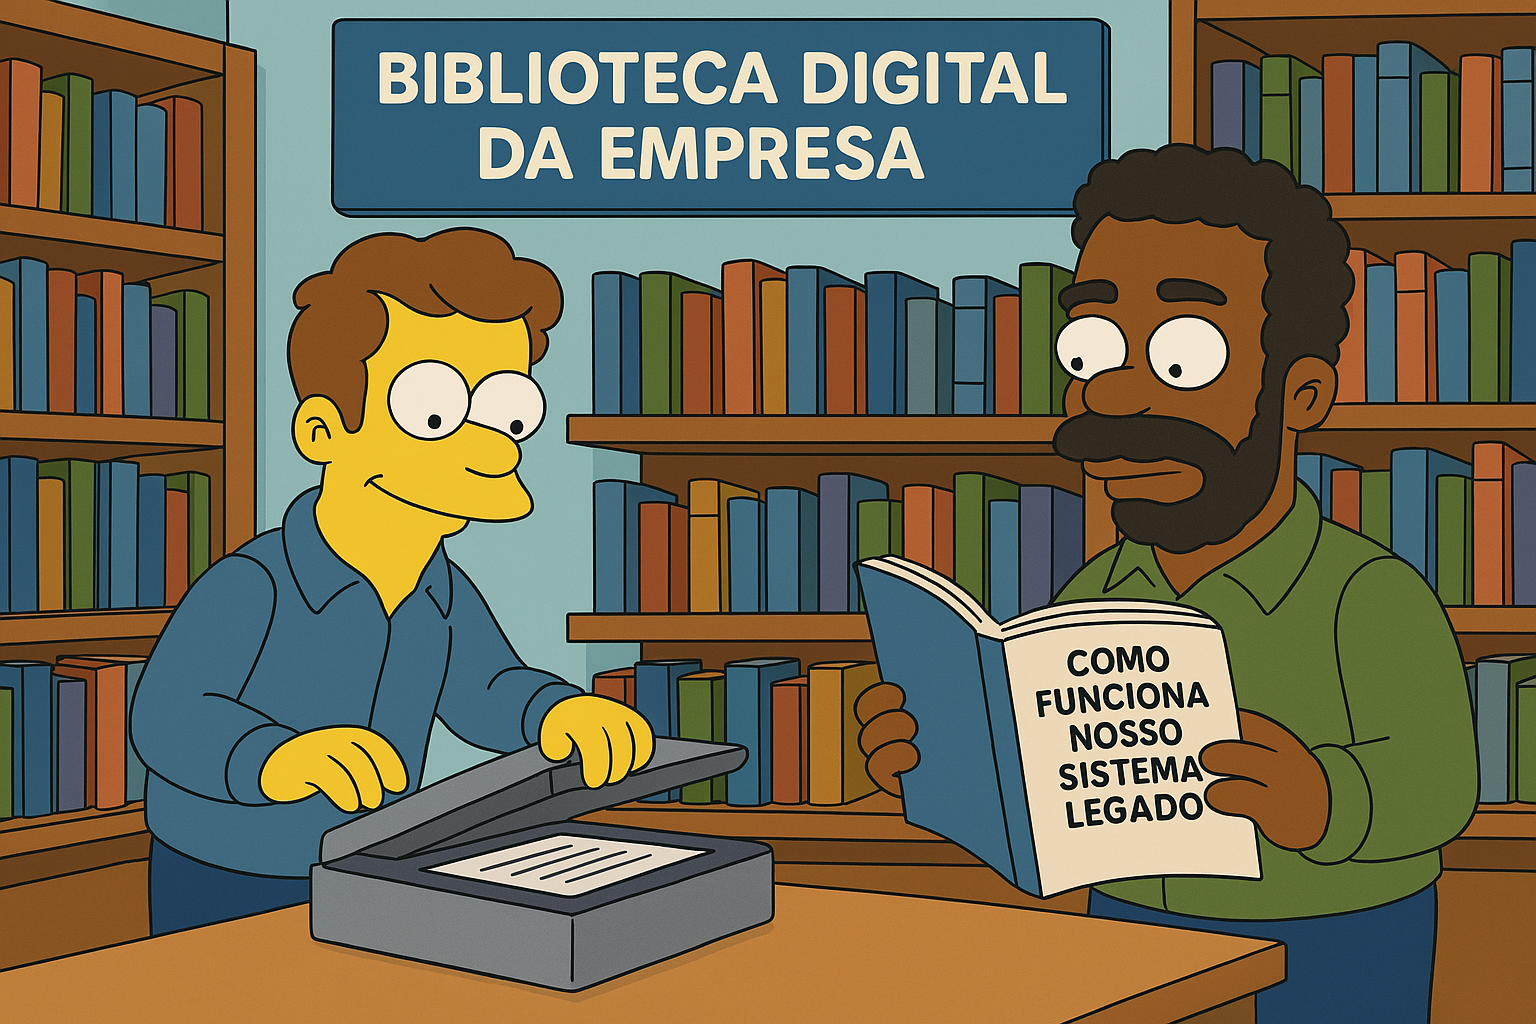 BIBLIOTECA DIGITAL
DA EMPRESA
COMO
FUNCIONA
NOSSO
SISTEMA
LEGADO